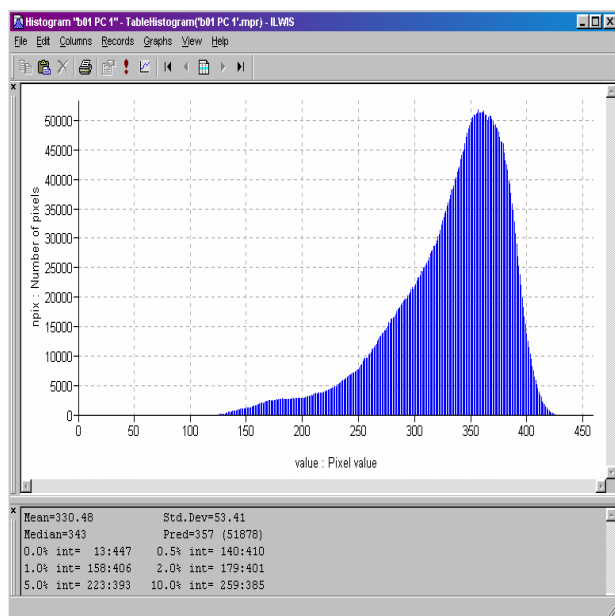 Histogram "b01 PC 1" - TableHistogram('b01 PC 1'.mpr) - ILWIS
File Edit Columns Records Graphs View Help
npix : Number of pixels
50000
45000
40000
35000
30000
25000
20000
15000
10000
5000
0
0 50 100 150 200 250 300 350 400 450
value : Pixel value
Mean=330.48 Std.Dev=53.41
Median=343 Pred=357 (51878)
0.0% int= 13:447 0.5% int= 140:410
1.0% int= 158:406 2.0% int= 179:401
5.0% int= 223:393 10.0% int= 259:385